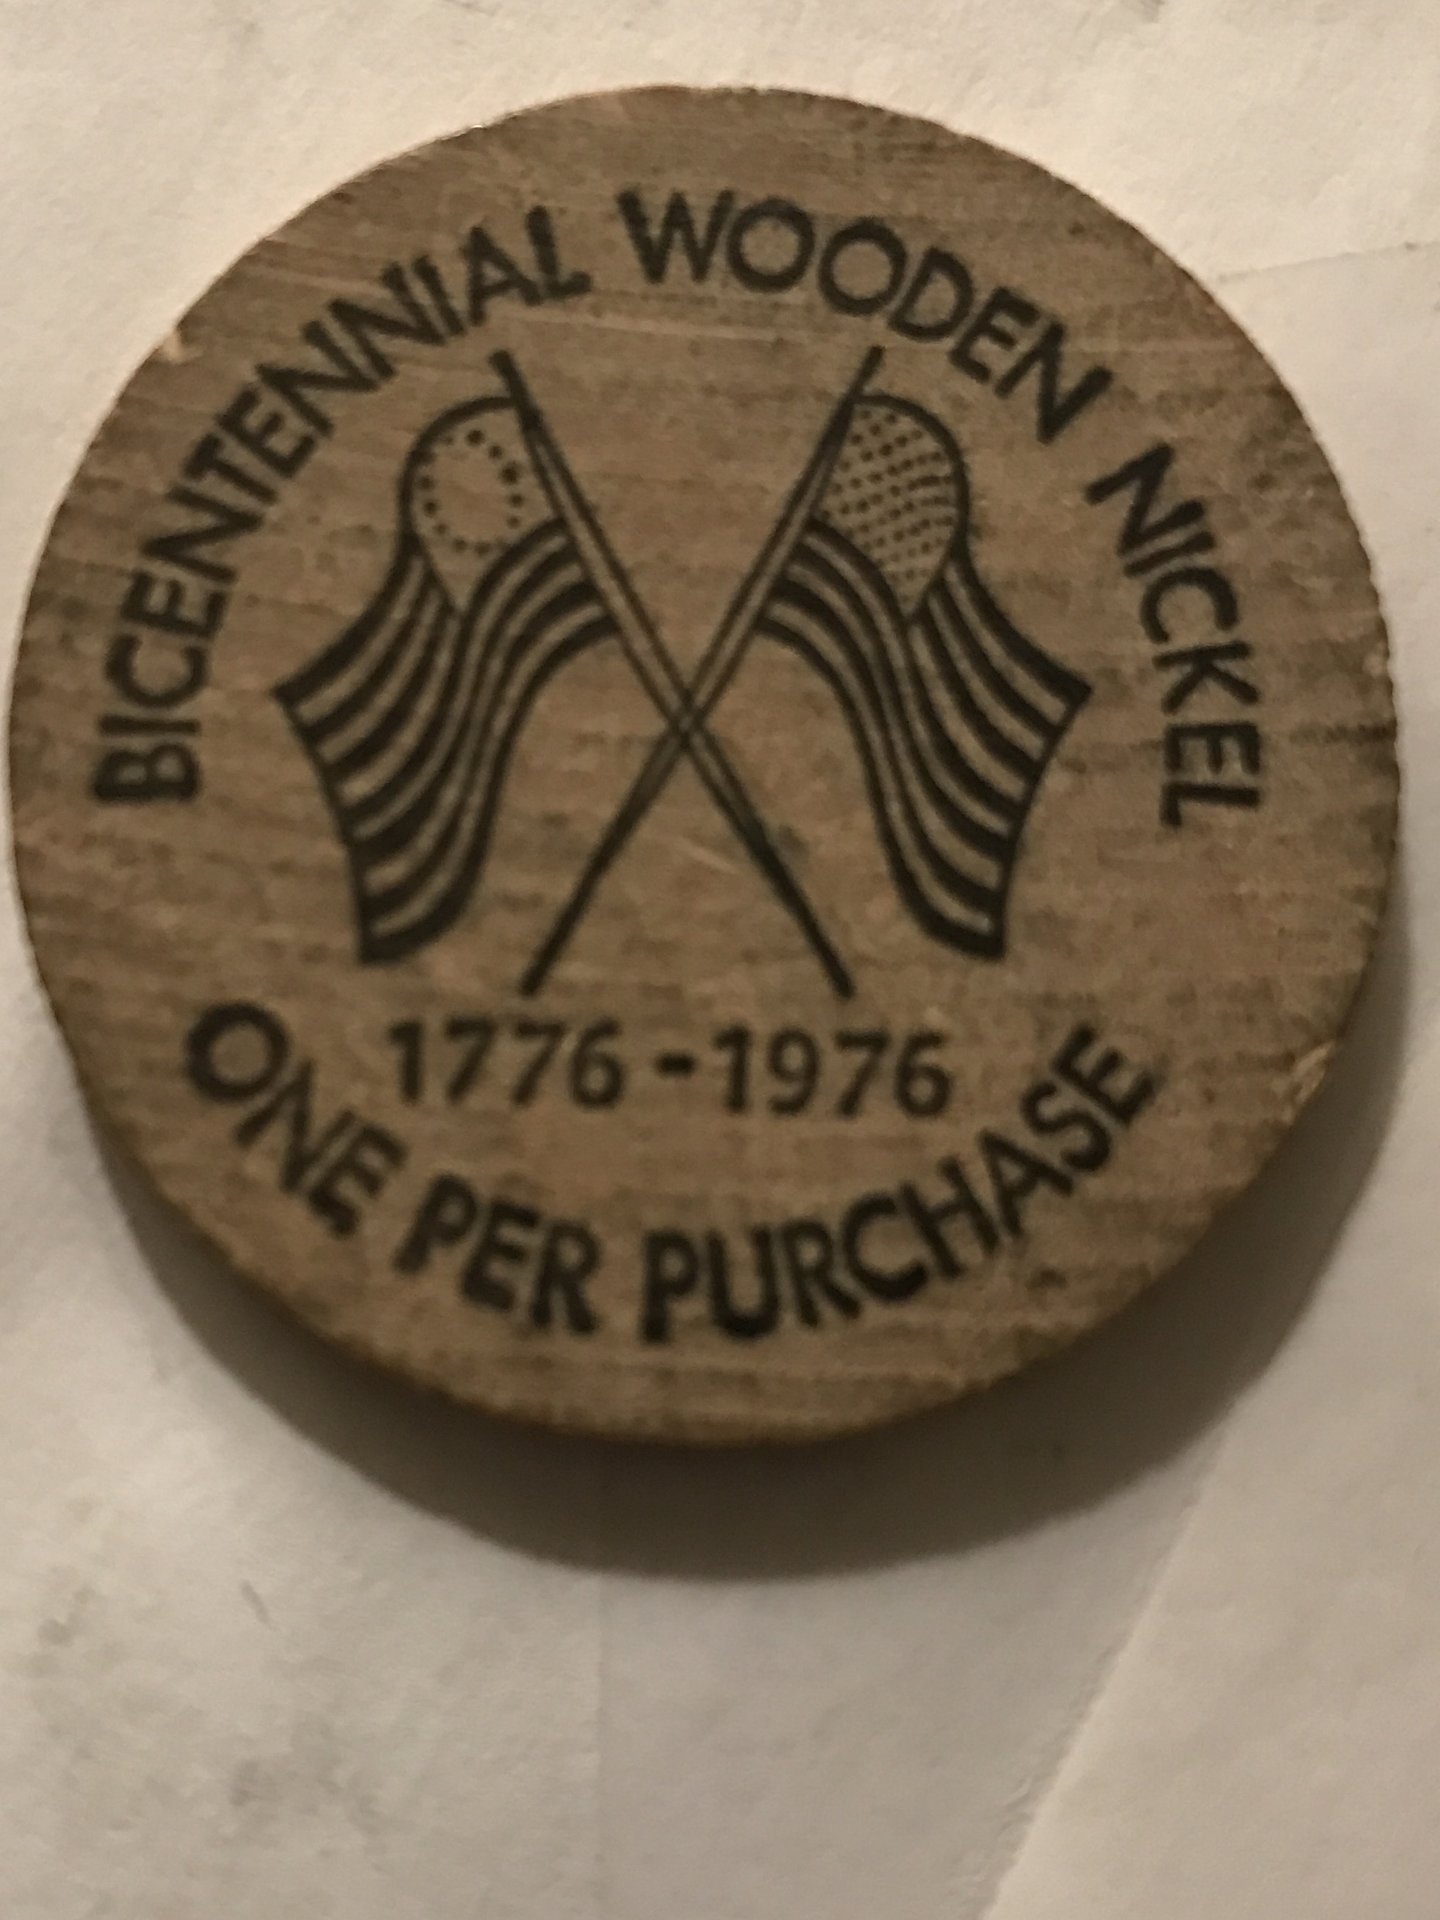 BICENTENNIAL WOODEN NICKEL
1776-1976
ONE PER PURCHASE